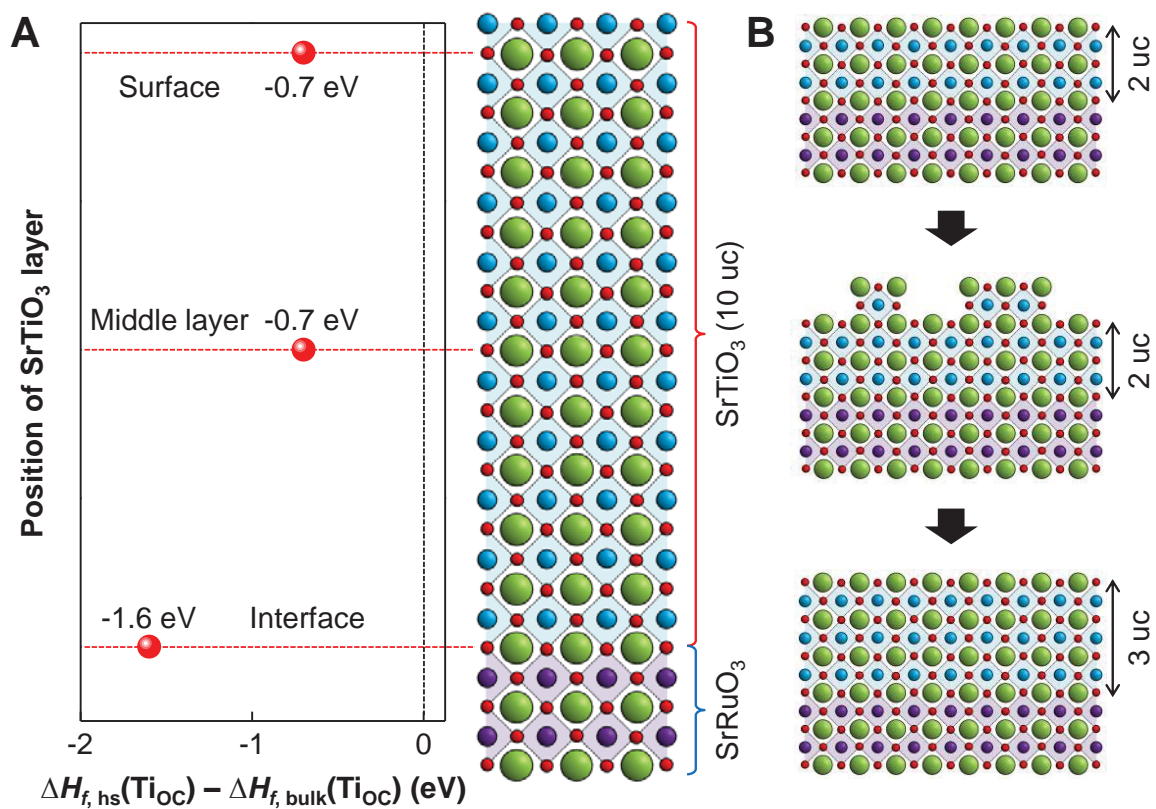 A
B
Position of SrTiO₃ layer
Surface -0.7 eV
Middle layer -0.7 eV
-1.6 eV Interface
-2 -1 0
ΔHf, hs(TiOC) – ΔHf, bulk(TiOC) (eV)
SrTiO₃ (10 uc)
SrRuO₃
2 uc
2 uc
3 uc